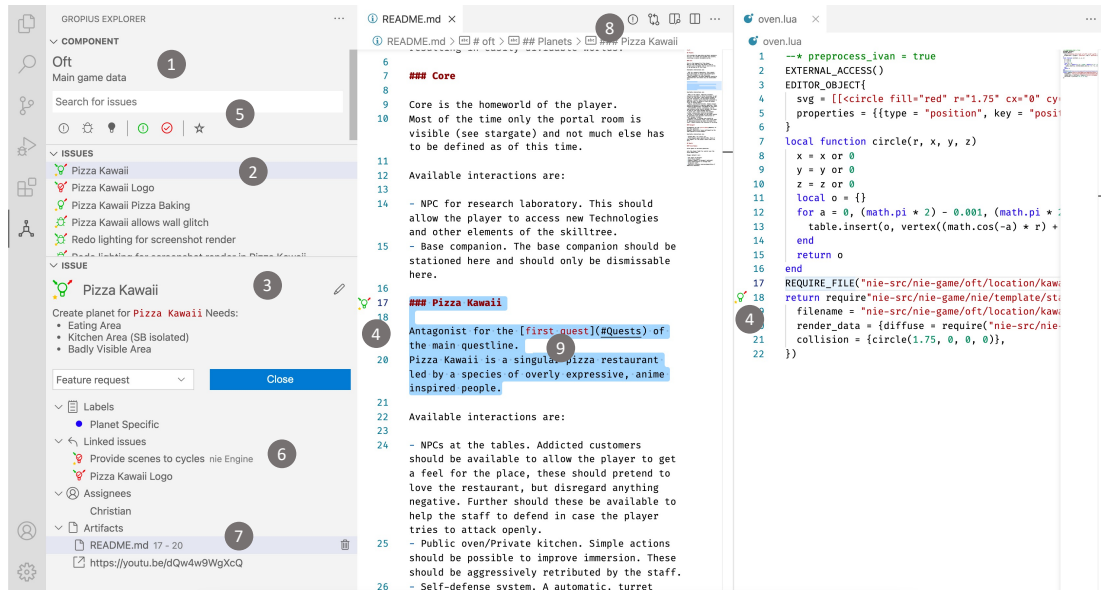 GROPIUS EXPLORER
COMPONENT
Oft
Main game data
1
Search for issues
5
ISSUES
Pizza Kawaii
2
Pizza Kawaii Logo
Pizza Kawaii Pizza Baking
Pizza Kawaii allows wall glitch
Redo lighting for screenshot render
ISSUE
Pizza Kawaii
3
Create planet for Pizza Kawaii Needs:
• Eating Area
• Kitchen Area (SB isolated)
• Badly Visible Area
Feature request
Close
Labels
Planet Specific
Linked issues
Provide scenes to cycles nie Engine
6
Pizza Kawaii Logo
Assignees
Christian
Artifacts
7
README.md 17 - 20
https://youtu.be/dQw4w9WgXcQ
README.md
8
README.md > # oft > ## Planets > ### Pizza Kawaii
6
7 ### Core
8
9 Core is the homeworld of the player.
10 Most of the time only the portal room is
visible (see stargate) and not much else has
to be defined as of this time.
11
12 Available interactions are:
13
14 - NPC for research laboratory. This should
allow the player to access new Technologies
and other elements of the skilltree.
15 - Base companion. The base companion should be
stationed here and should only be dismissable
here.
16
17 ### Pizza Kawaii
18
4
Antagonist for the [first quest](#Quests) of
the main questline.
9
20 Pizza Kawaii is a singular pizza restaurant
led by a species of overly expressive, anime
inspired people.
21
22 Available interactions are:
23
24 - NPCs at the tables. Addicted customers
should be available to allow the player to get
a feel for the place, these should pretend to
love the restaurant, but disregard anything
negative. Further should these be available to
help the staff to defend in case the player
tries to attack openly.
25 - Public oven/Private kitchen. Simple actions
should be possible to improve immersion. These
should be aggressively retributed by the staff.
26 - Self-defense system. A automatic, turret
oven.lua
oven.lua
1 --* preprocess_ivan = true
2 EXTERNAL_ACCESS()
3 EDITOR_OBJECT{
4 svg = [[<circle fill="red" r="1.75" cx="0" cy
5 properties = {{type = "position", key = "posit
6 }
7 local function circle(r, x, y, z)
8 x = x or 0
9 y = y or 0
10 z = z or 0
11 local o = {}
12 for a = 0, (math.pi * 2) - 0.001, (math.pi * 2
13 table.insert(o, vertex((math.cos(-a) * r) +
14 end
15 return o
16 end
17 REQUIRE_FILE("nie-src/nie-game/oft/location/kawa
18 return require"nie-src/nie-game/nie/template/sta
4
filename = "nie-src/nie-game/oft/location/kawa
20 render_data = {diffuse = require("nie-src/nie-
21 collision = {circle(1.75, 0, 0, 0)},
22 })